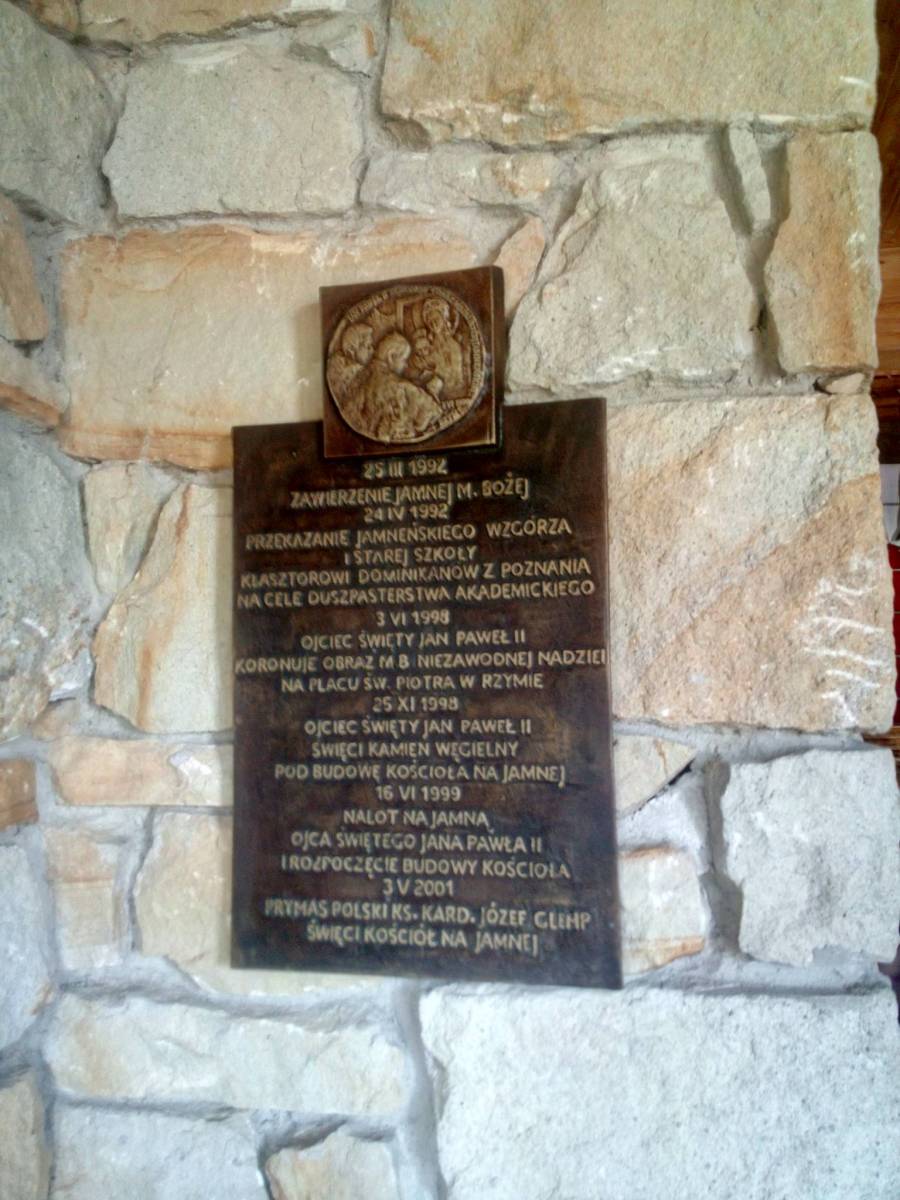 25 III 1992
ZAWIERZENIE JAMNEJ M. BOŻEJ
24 IV 1992
PRZEKAZANIE JAMNEŃSKIEGO WZGÓRZA
I STAREJ SZKOŁY
KLASZTOROWI DOMINIKANÓW Z POZNANIA
NA CELE DUSZPASTERSTWA AKADEMICKIEGO
3 VI 1998
OJCIEC ŚWIĘTY JAN PAWEŁ II
KORONUJE OBRAZ M B NIEZAWODNEJ NADZIEI
NA PLACU ŚW. PIOTRA W RZYMIE
25 XI 1998
OJCIEC ŚWIĘTY JAN PAWEŁ II
ŚWIĘCI KAMIEŃ WĘGIELNY
POD BUDOWĘ KOŚCIOŁA NA JAMNEJ
16 VI 1999
NALOT NA JAMNĄ
OJCA ŚWIĘTEGO JANA PAWŁA II
I ROZPOCZĘCIE BUDOWY KOŚCIOŁA
3 V 2001
PRYMAS POLSKI KS. KARD. JÓZEF GLEMP
ŚWIĘCI KOŚCIÓŁ NA JAMNEJ